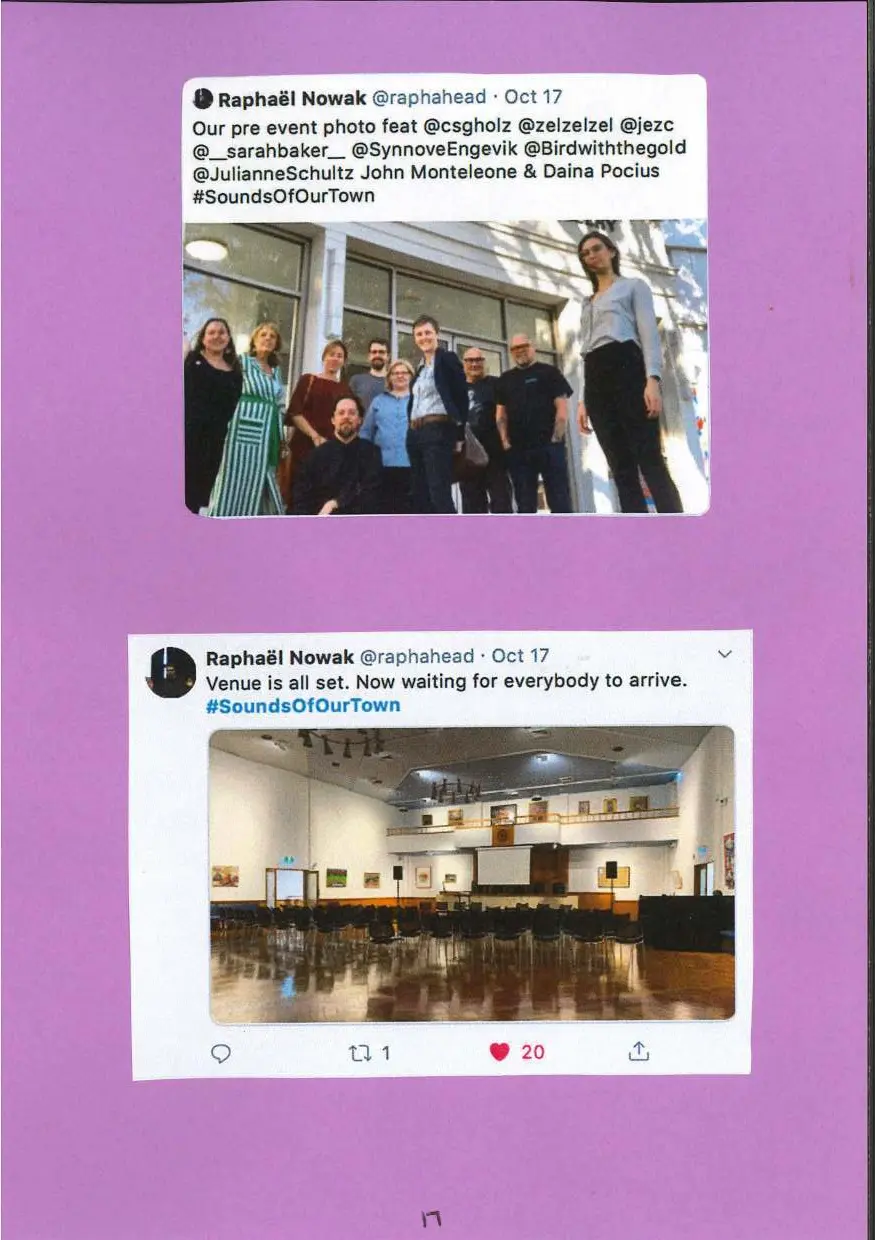 Raphaël Nowak @raphahead · Oct 17
Our pre event photo feat @csgholz @zelzelzel @jezc
@__sarahbaker__ @SynnoveEngevik @Birdwiththegold
@JulianneSchultz John Monteleone & Daina Pocius
#SoundsOfOurTown
Raphaël Nowak @raphahead · Oct 17
Venue is all set. Now waiting for everybody to arrive.
#SoundsOfOurTown
1
20
17